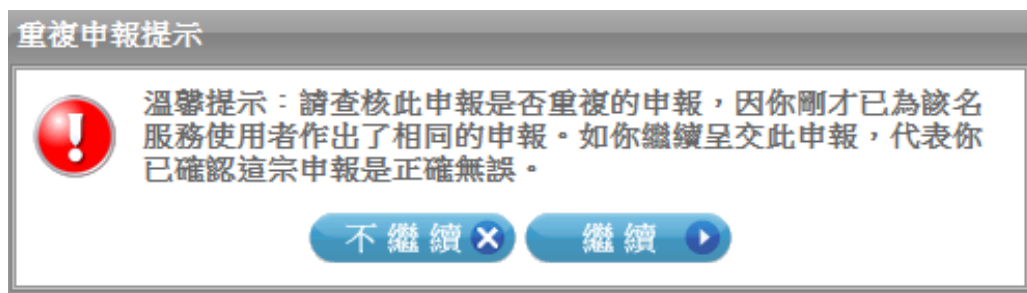 重複申報提示
溫馨提示：請查核此申報是否重複的申報，因你剛才已為該名
服務使用者作出了相同的申報。如你繼續呈交此申報，代表你
已確認這宗申報是正確無誤。
不繼續
繼續